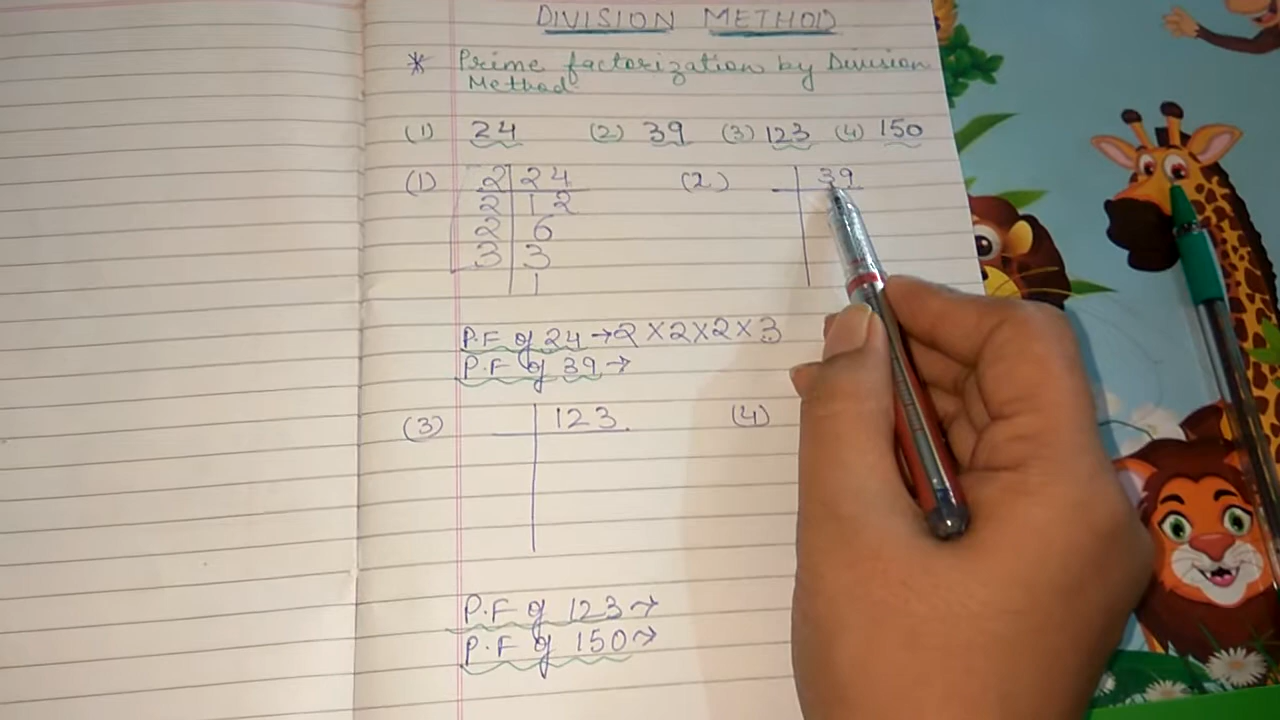 DIVISION METHOD
* Prime factorization by Division
Method.
(1) 24 (2) 39 (3) 123 (4) 150
(1) 2 24 (2) 39
2 12
2 6
3 3
1
P.F of 24 → 2 × 2 × 2 × 3
P.F of 39 →
(3) 123 (4)
P.F of 123 →
P.F of 150 →